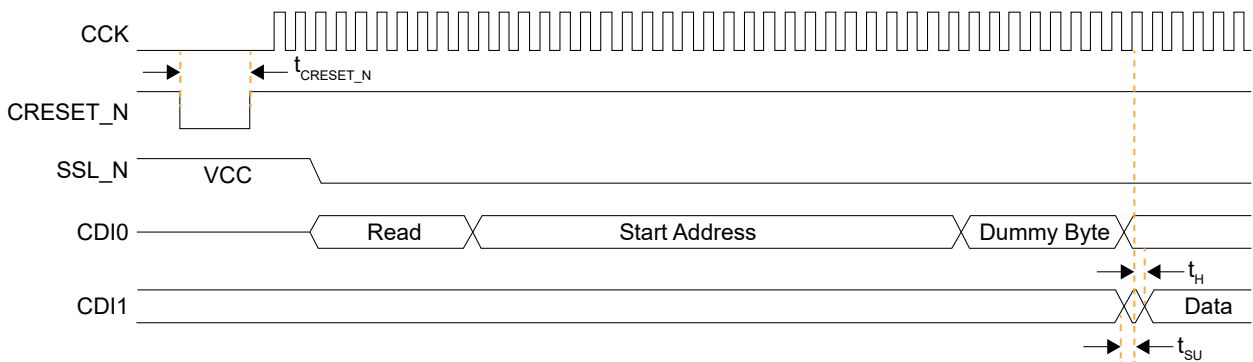 CCK
tCRESET_N
CRESET_N
SSL_N VCC
CDI0 Read Start Address Dummy Byte
tH
CDI1 Data
tSU